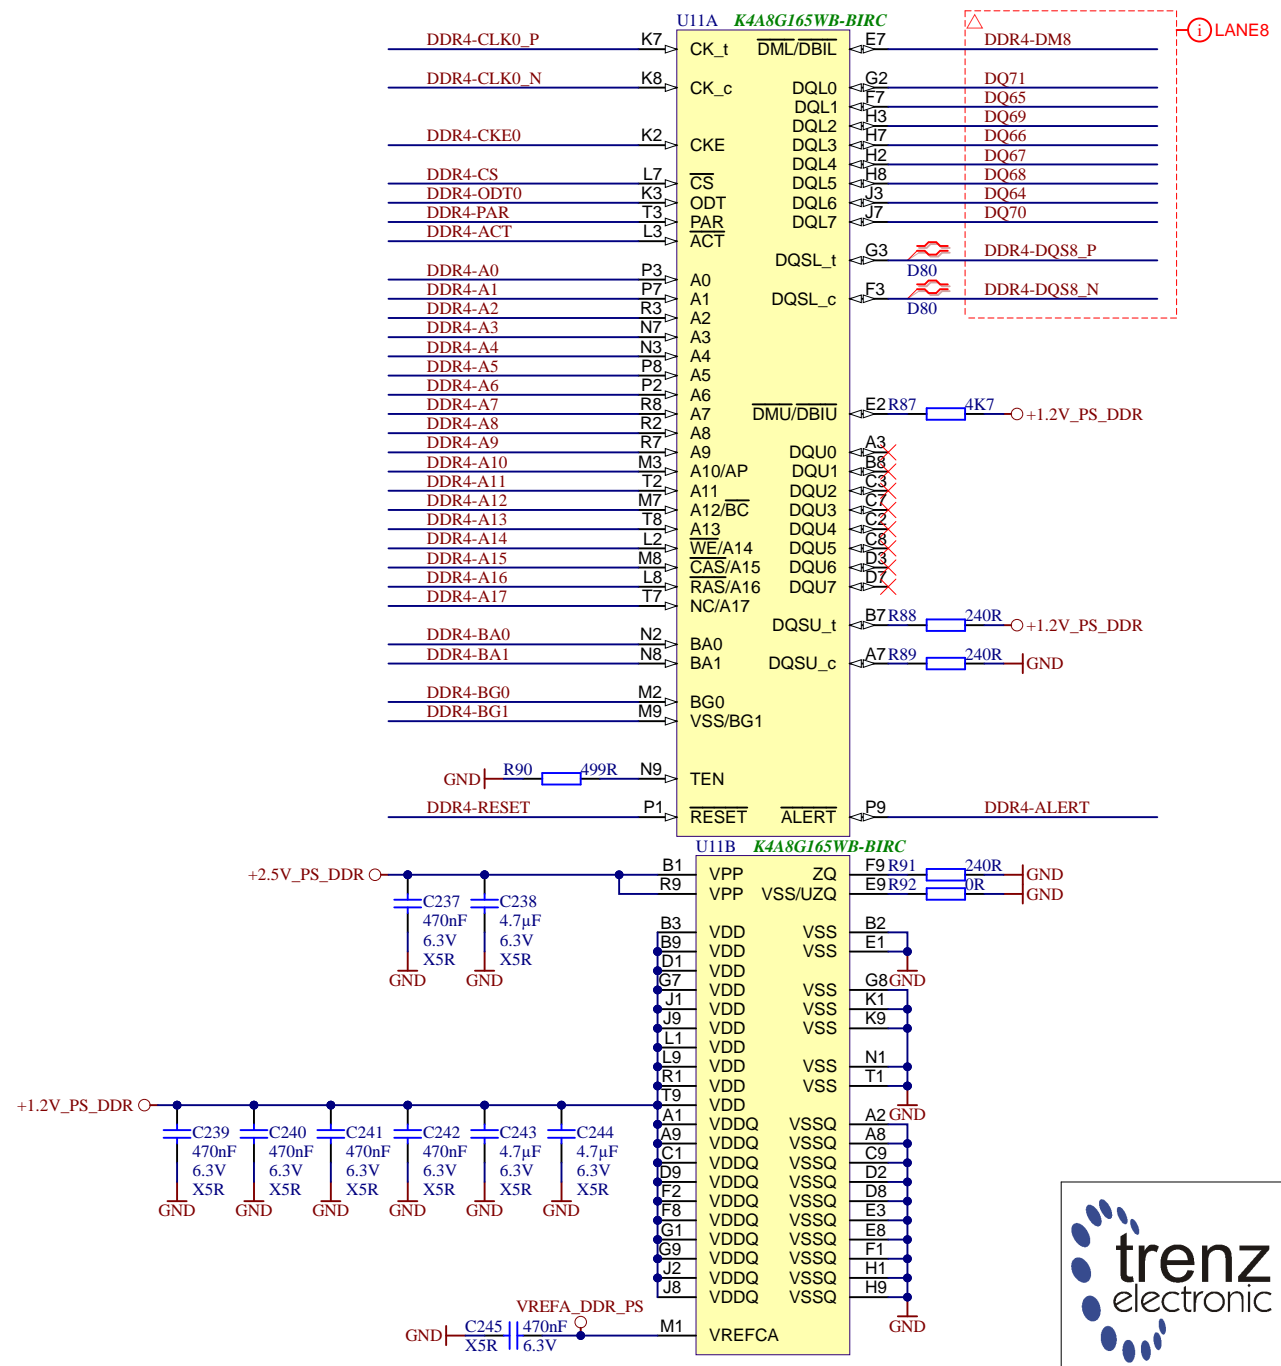 U11A K4A8G165WB-BIRC
LANE8
DDR4-CLK0_P K7 CK_t DML/DBIL E7 DDR4-DM8
DDR4-CLK0_N K8 CK_c DQL0 G2 DQ71
DQL1 F7 DQ65
DQL2 H3 DQ69
DDR4-CKE0 K2 CKE DQL3 H7 DQ66
DQL4 H2 DQ67
DDR4-CS L7 CS DQL5 H8 DQ68
DDR4-ODT0 K3 ODT DQL6 J3 DQ64
DDR4-PAR T3 PAR DQL7 J7 DQ70
DDR4-ACT L3 ACT
DQSL_t G3 D80 DDR4-DQS8_P
DDR4-A0 P3 A0
DDR4-A1 P7 A1 DQSL_c F3 D80 DDR4-DQS8_N
DDR4-A2 R3 A2
DDR4-A3 N7 A3
DDR4-A4 N3 A4
DDR4-A5 P8 A5
DDR4-A6 P2 A6
DDR4-A7 R8 A7 DMU/DBIU E2 R87 4K7 +1.2V_PS_DDR
DDR4-A8 R2 A8
DDR4-A9 R7 A9 DQU0 A3
DDR4-A10 M3 A10/AP DQU1 B8
DDR4-A11 T2 A11 DQU2 C3
DDR4-A12 M7 A12/BC DQU3 C7
DDR4-A13 T8 A13 DQU4 C2
DDR4-A14 L2 WE/A14 DQU5 C8
DDR4-A15 M8 CAS/A15 DQU6 D3
DDR4-A16 L8 RAS/A16 DQU7 D7
DDR4-A17 T7 NC/A17
DQSU_t B7 R88 240R +1.2V_PS_DDR
DDR4-BA0 N2 BA0
DDR4-BA1 N8 BA1 DQSU_c A7 R89 240R GND
DDR4-BG0 M2 BG0
DDR4-BG1 M9 VSS/BG1
GND R90 499R N9 TEN
DDR4-RESET P1 RESET ALERT P9 DDR4-ALERT
U11B K4A8G165WB-BIRC
+2.5V_PS_DDR B1 VPP ZQ F9 R91 240R GND
R9 VPP VSS/UZQ E9 R92 0R GND
C237 470nF 6.3V X5R GND
C238 4.7µF 6.3V X5R GND
B3 VDD VSS B2
B9 VDD VSS E1
D1 VDD GND
G7 VDD VSS G8
J1 VDD VSS K1
J9 VDD VSS K9
L1 VDD
L9 VDD VSS N1
R1 VDD VSS T1
+1.2V_PS_DDR T9 VDD GND
A1 VDDQ VSSQ A2
A9 VDDQ VSSQ A8
C1 VDDQ VSSQ C9
D9 VDDQ VSSQ D2
F2 VDDQ VSSQ D8
F8 VDDQ VSSQ E3
G1 VDDQ VSSQ E8
G9 VDDQ VSSQ F1
J2 VDDQ VSSQ H1
J8 VDDQ VSSQ H9
GND
C239 470nF 6.3V X5R GND
C240 470nF 6.3V X5R GND
C241 470nF 6.3V X5R GND
C242 470nF 6.3V X5R GND
C243 4.7µF 6.3V X5R GND
C244 4.7µF 6.3V X5R GND
VREFA_DDR_PS
GND C245 470nF X5R 6.3V M1 VREFCA
trenz
electronic